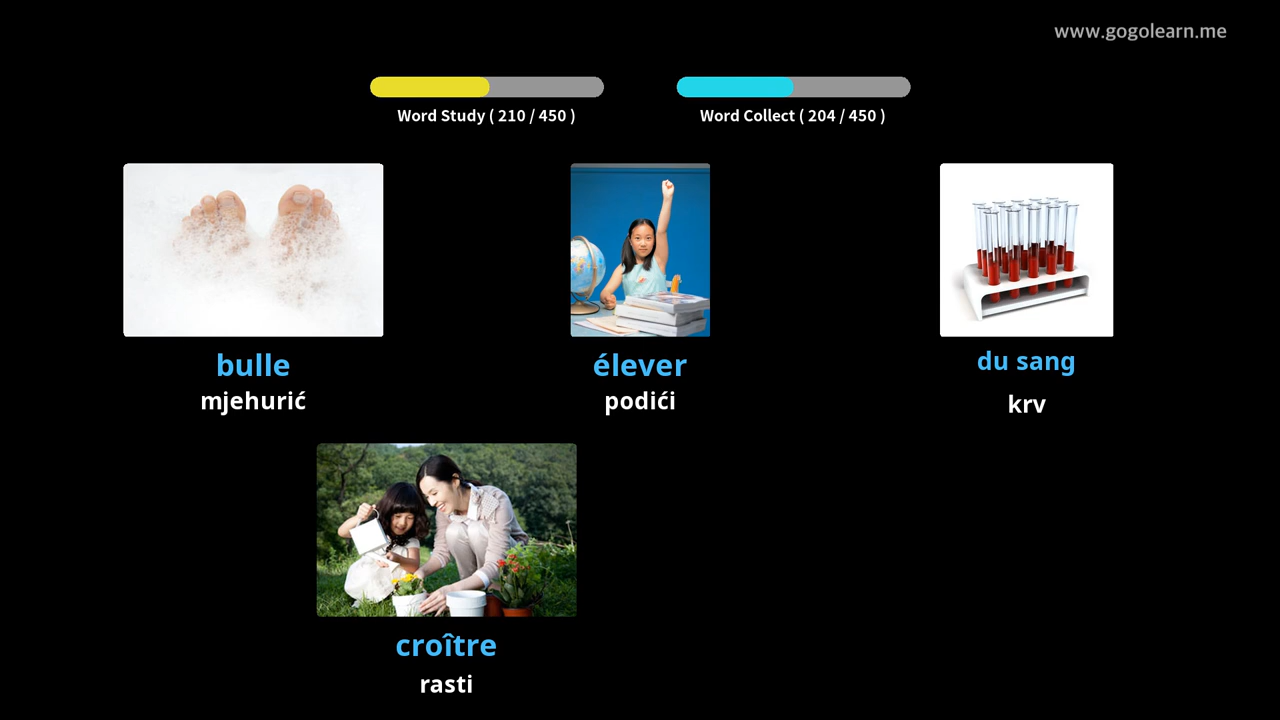 www.gogolearn.me
Word Study ( 210 / 450 )
Word Collect ( 204 / 450 )
bulle
mjehurić
élever
podići
du sang
krv
croître
rasti